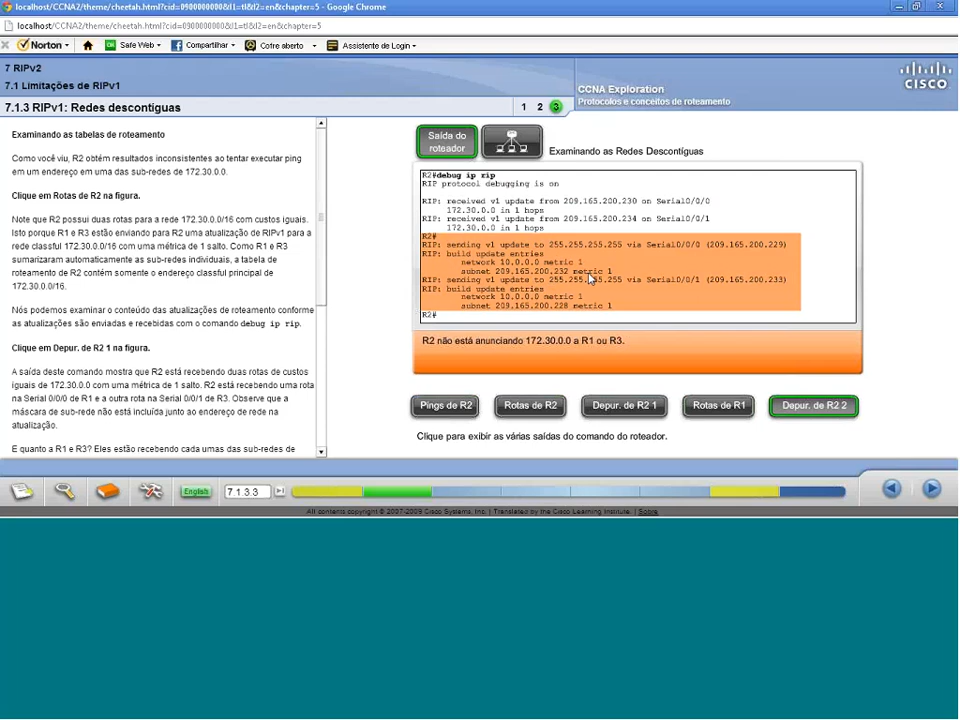 localhost/CCNA2/theme/cheetah.html?cid=0900000000&l1=tl&l2=en&chapter=5 - Google Chrome
localhost/CCNA2/theme/cheetah.html?cid=0900000000&l1=tl&l2=en&chapter=5
Norton
Safe Web
Compartilhar
Cofre aberto
Assistente de Login
7 RIPv2
7.1 Limitações do RIPv1
7.1.3 RIPv1: Redes descontíguas
1 2 3
CCNA Exploration
Protocolos e conceitos de roteamento
CISCO
Examinando as tabelas de roteamento
Como você viu, R2 obtém resultados inconsistentes ao tentar executar ping
em um endereço em uma das sub-redes de 172.30.0.0.
Clique em Rotas de R2 na figura.
Note que R2 possui duas rotas para a rede 172.30.0.0/16 com custos iguais.
Isto porque R1 e R3 estão enviando para R2 uma atualização de RIPv1 para a
rede classful 172.30.0.0/16 com uma métrica de 1 salto. Como R1 e R3
sumarizaram automaticamente as sub-redes individuais, a tabela de
roteamento de R2 contém somente o endereço classful principal de
172.30.0.0/16.
Nós podemos examinar o conteúdo das atualizações de roteamento conforme
as atualizações são enviadas e recebidas com o comando debug ip rip.
Clique em Depur. de R2 1 na figura.
A saída deste comando mostra que R2 está recebendo duas rotas de custos
iguais de 172.30.0.0 com uma métrica de 1 salto. R2 está recebendo uma rota
na Serial 0/0/0 de R1 e a outra rota na Serial 0/0/1 de R3. Observe que a
máscara de sub-rede não está incluída junto ao endereço de rede na
atualização.
E quanto a R1 e R3? Eles estão recebendo cada umas das sub-redes de
Saída do
roteador
Examinando as Redes Descontíguas
R2#debug ip rip
RIP protocol debugging is on
RIP: received v1 update from 209.165.200.230 on Serial0/0/0
172.30.0.0 in 1 hops
RIP: received v1 update from 209.165.200.234 on Serial0/0/1
172.30.0.0 in 1 hops
R2#
RIP: sending v1 update to 255.255.255.255 via Serial0/0/0 (209.165.200.229)
RIP: build update entries
network 10.0.0.0 metric 1
subnet 209.165.200.232 metric 1
RIP: sending v1 update to 255.255.255.255 via Serial0/0/1 (209.165.200.233)
RIP: build update entries
network 10.0.0.0 metric 1
subnet 209.165.200.228 metric 1
R2#
R2 não está anunciando 172.30.0.0 a R1 ou R3.
Pings de R2
Rotas de R2
Depur. de R2 1
Rotas de R1
Depur. de R2 2
Clique para exibir as várias saídas do comando do roteador.
English
7.1.3.3
All contents copyright © 2007-2009 Cisco Systems, Inc. | Translated by the Cisco Learning Institute. |